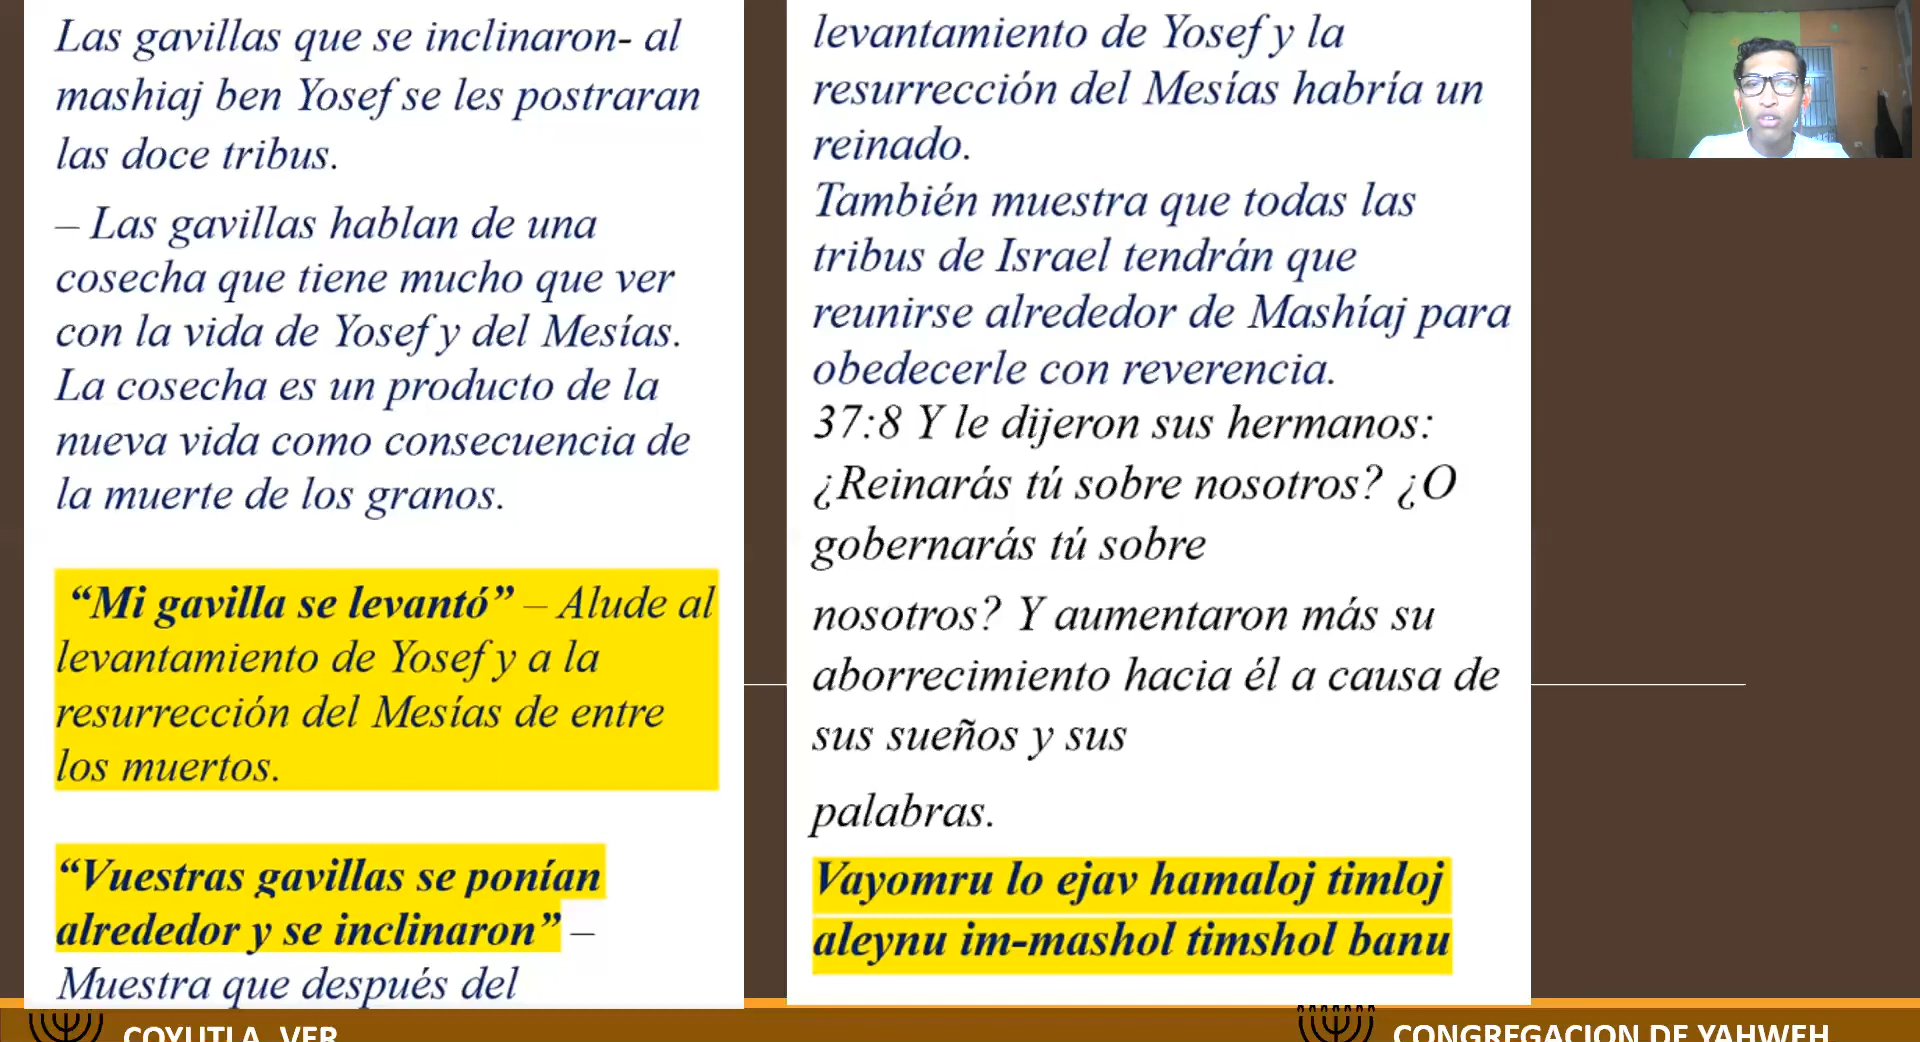 Las gavillas que se inclinaron- al
mashiaj ben Yosef se les postraran
las doce tribus.
– Las gavillas hablan de una
cosecha que tiene mucho que ver
con la vida de Yosef y del Mesías.
La cosecha es un producto de la
nueva vida como consecuencia de
la muerte de los granos.
“Mi gavilla se levantó” – Alude al
levantamiento de Yosef y a la
resurrección del Mesías de entre
los muertos.
“Vuestras gavillas se ponían
alrededor y se inclinaron” –
Muestra que después del
levantamiento de Yosef y la
resurrección del Mesías habría un
reinado.
También muestra que todas las
tribus de Israel tendrán que
reunirse alrededor de Mashíaj para
obedecerle con reverencia.
37:8 Y le dijeron sus hermanos:
¿Reinarás tú sobre nosotros? ¿O
gobernarás tú sobre
nosotros? Y aumentaron más su
aborrecimiento hacia él a causa de
sus sueños y sus
palabras.
Vayomru lo ejav hamaloj timloj
aleynu im-mashol timshol banu
COYUTLA, VER
CONGREGACION DE YAHWEH